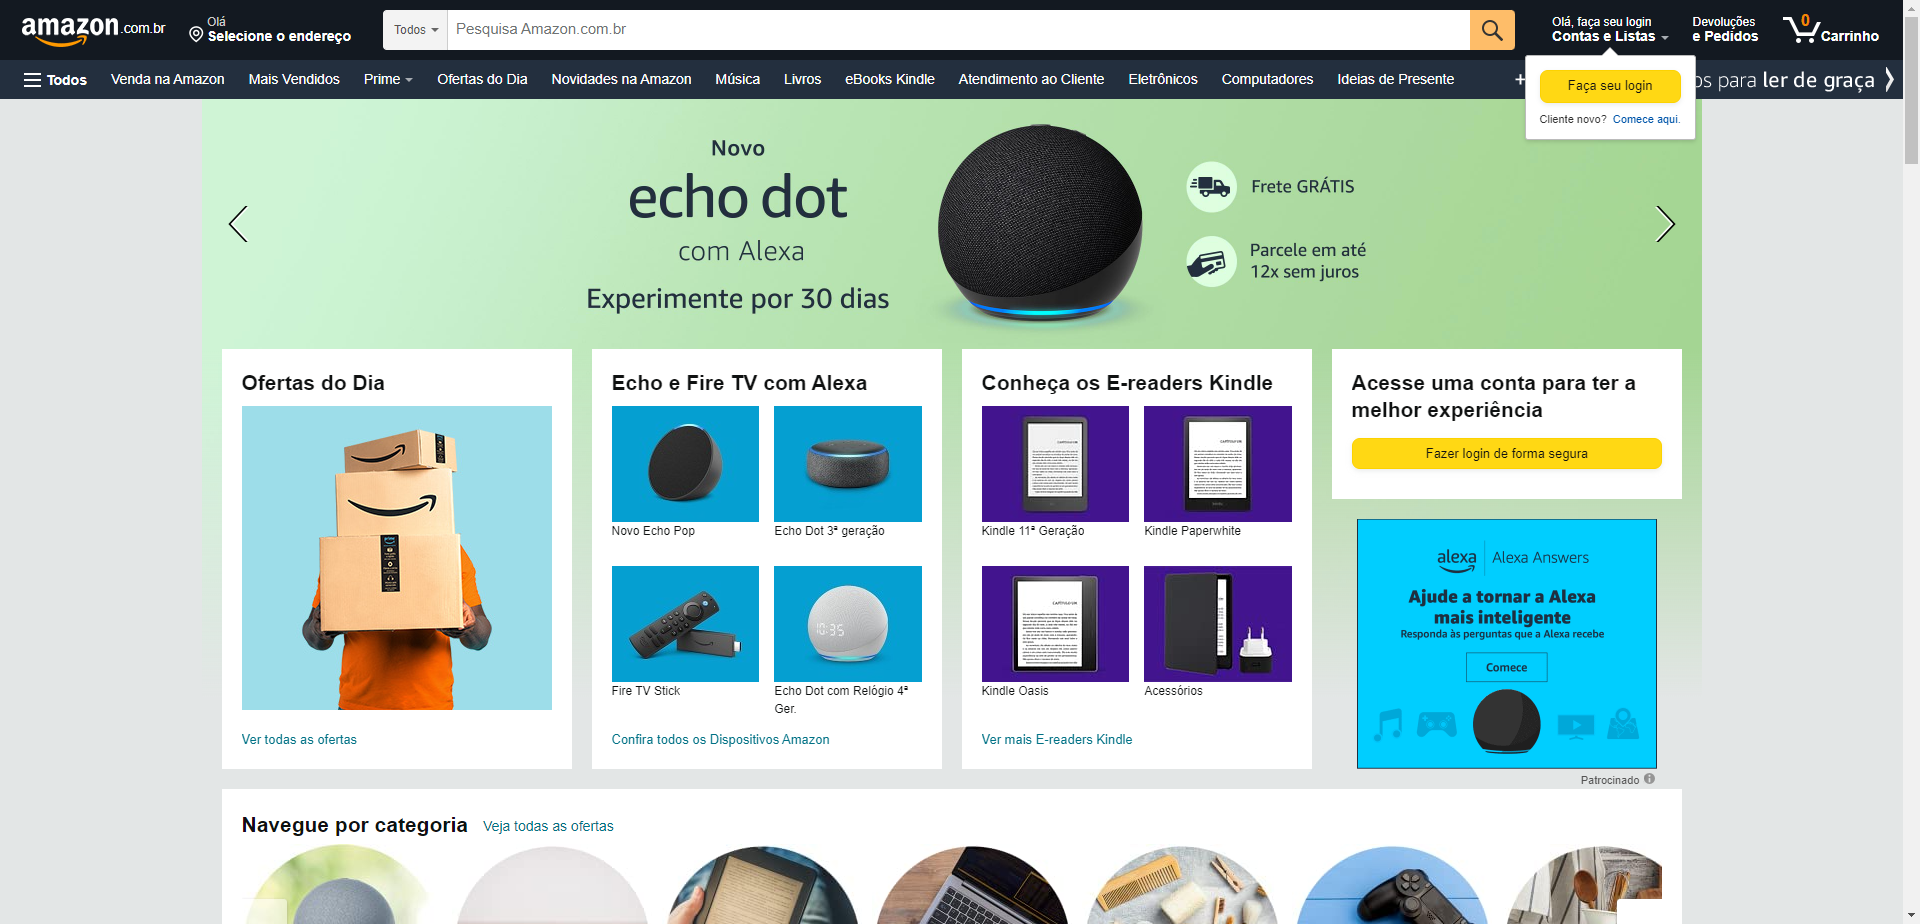 amazon.com.br
Olá
Selecione o endereço
Todos
Pesquisa Amazon.com.br
Olá, faça seu login
Contas e Listas
Devoluções
e Pedidos
0
Carrinho
Todos
Venda na Amazon
Mais Vendidos
Prime
Ofertas do Dia
Novidades na Amazon
Música
Livros
eBooks Kindle
Atendimento ao Cliente
Eletrônicos
Computadores
Ideias de Presente
para ler de graça
Faça seu login
Cliente novo? Comece aqui.
Novo
echo dot
com Alexa
Experimente por 30 dias
Frete GRÁTIS
Parcele em até
12x sem juros
Ofertas do Dia
Ver todas as ofertas
Echo e Fire TV com Alexa
Novo Echo Pop
Echo Dot 3ª geração
Fire TV Stick
10:35
Echo Dot com Relógio 4ª
Ger.
Confira todos os Dispositivos Amazon
Conheça os E-readers Kindle
Kindle 11ª Geração
Kindle Paperwhite
CAPÍTULO UM
Kindle Oasis
Acessórios
Ver mais E-readers Kindle
Acesse uma conta para ter a
melhor experiência
Fazer login de forma segura
alexa
Alexa Answers
Ajude a tornar a Alexa
mais inteligente
Responda às perguntas que a Alexa recebe
Comece
Patrocinado
Navegue por categoria
Veja todas as ofertas